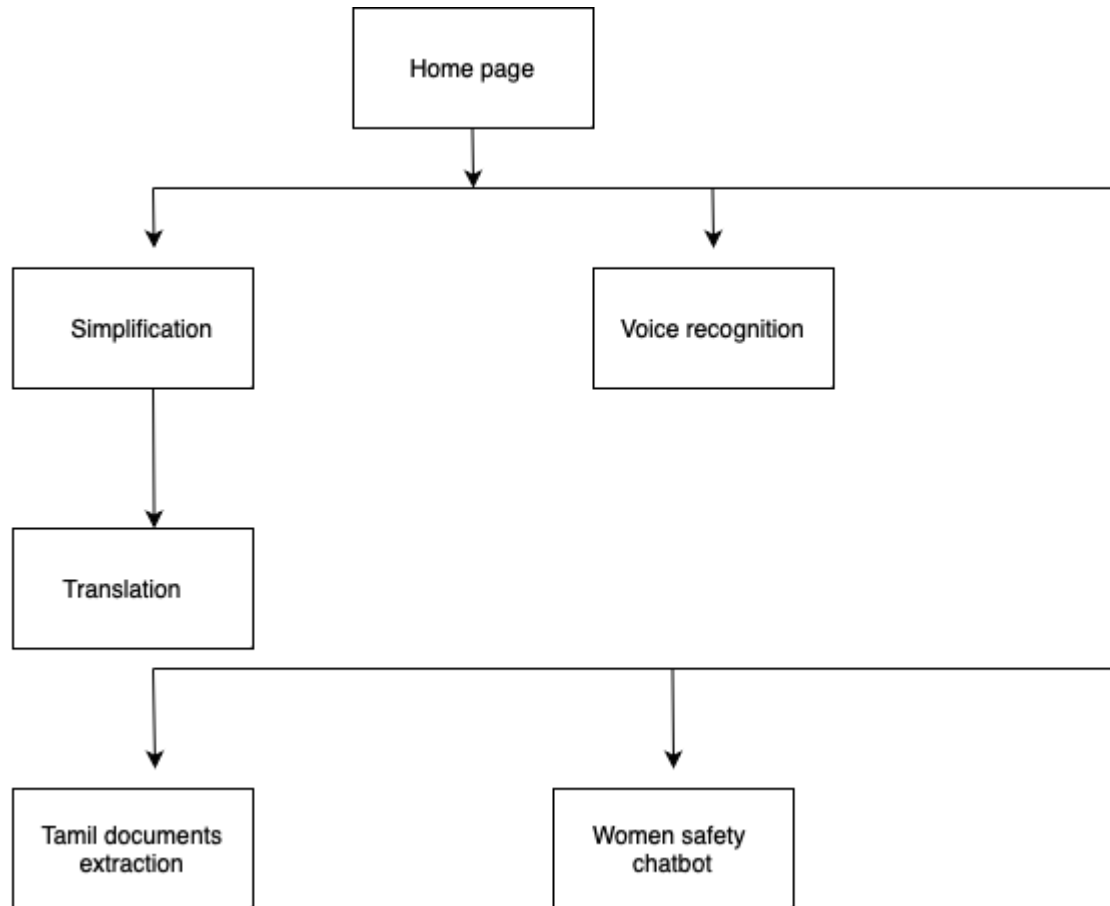 Home page
Simplification
Voice recognition
Translation
Tamil documents
extraction
Women safety
chatbot